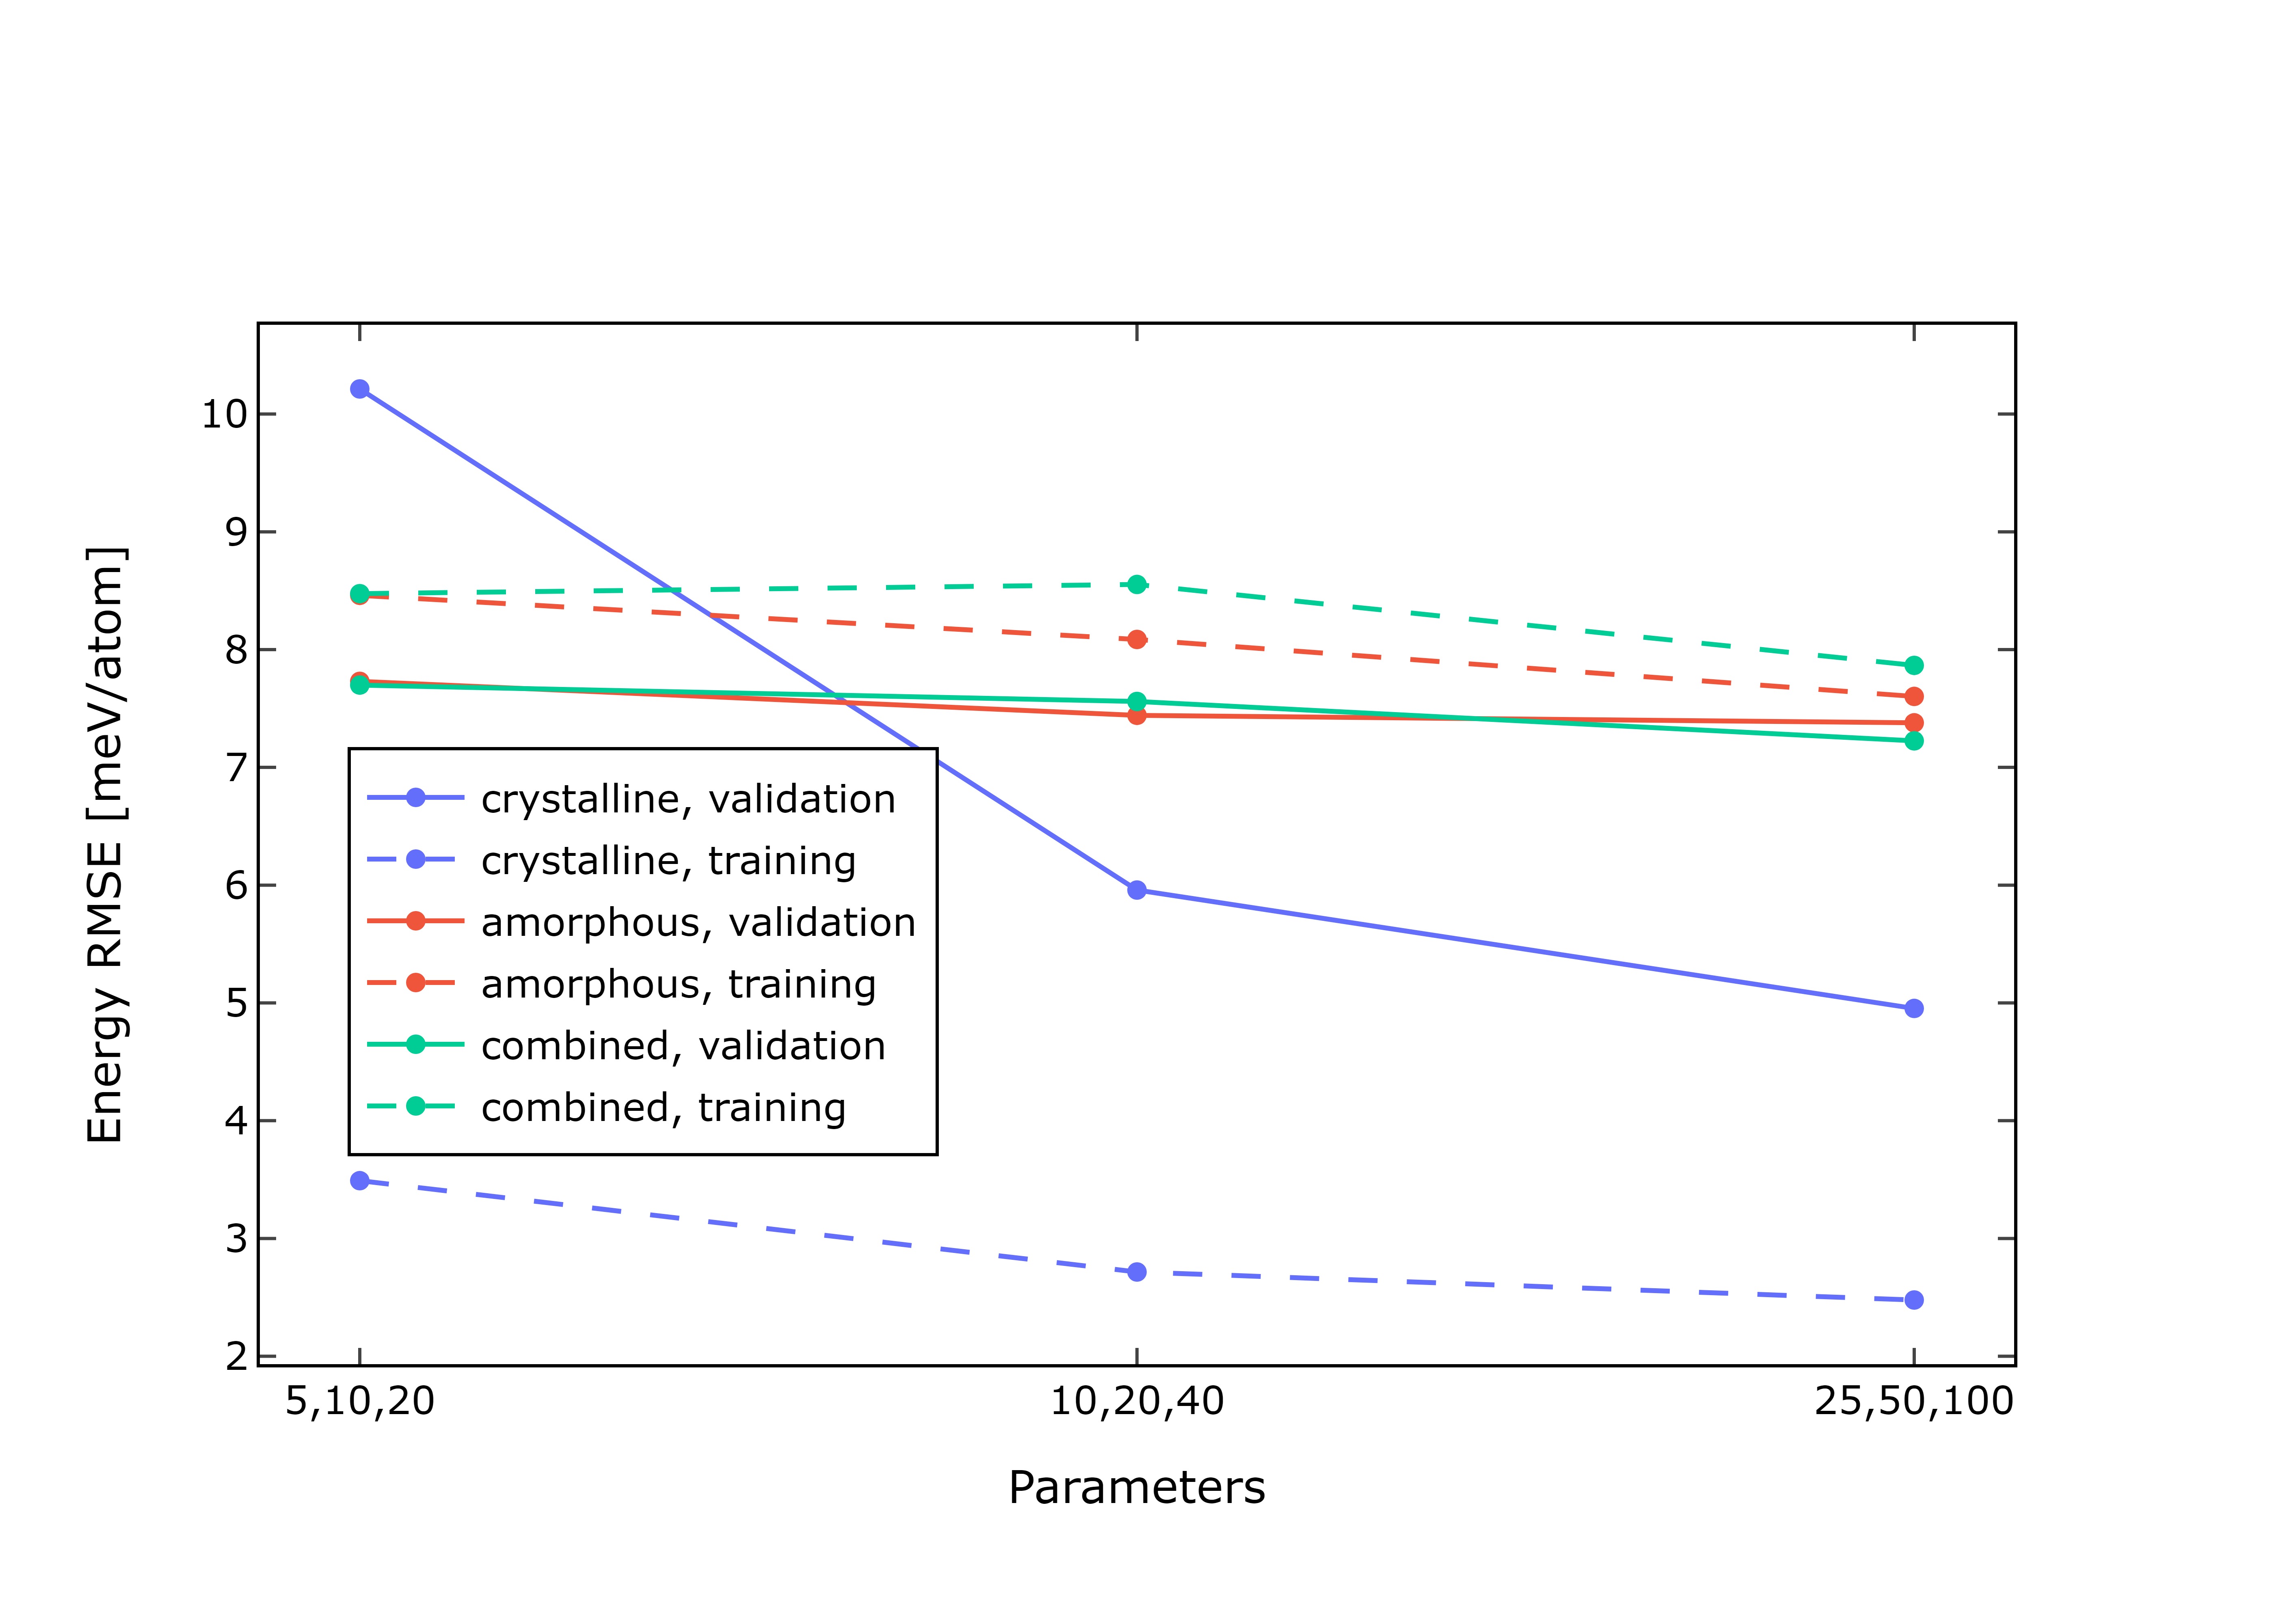 10
9
8
7
6
5
4
3
2
Energy RMSE [meV/atom]
crystalline, validation
crystalline, training
amorphous, validation
amorphous, training
combined, validation
combined, training
5,10,20
10,20,40
25,50,100
Parameters